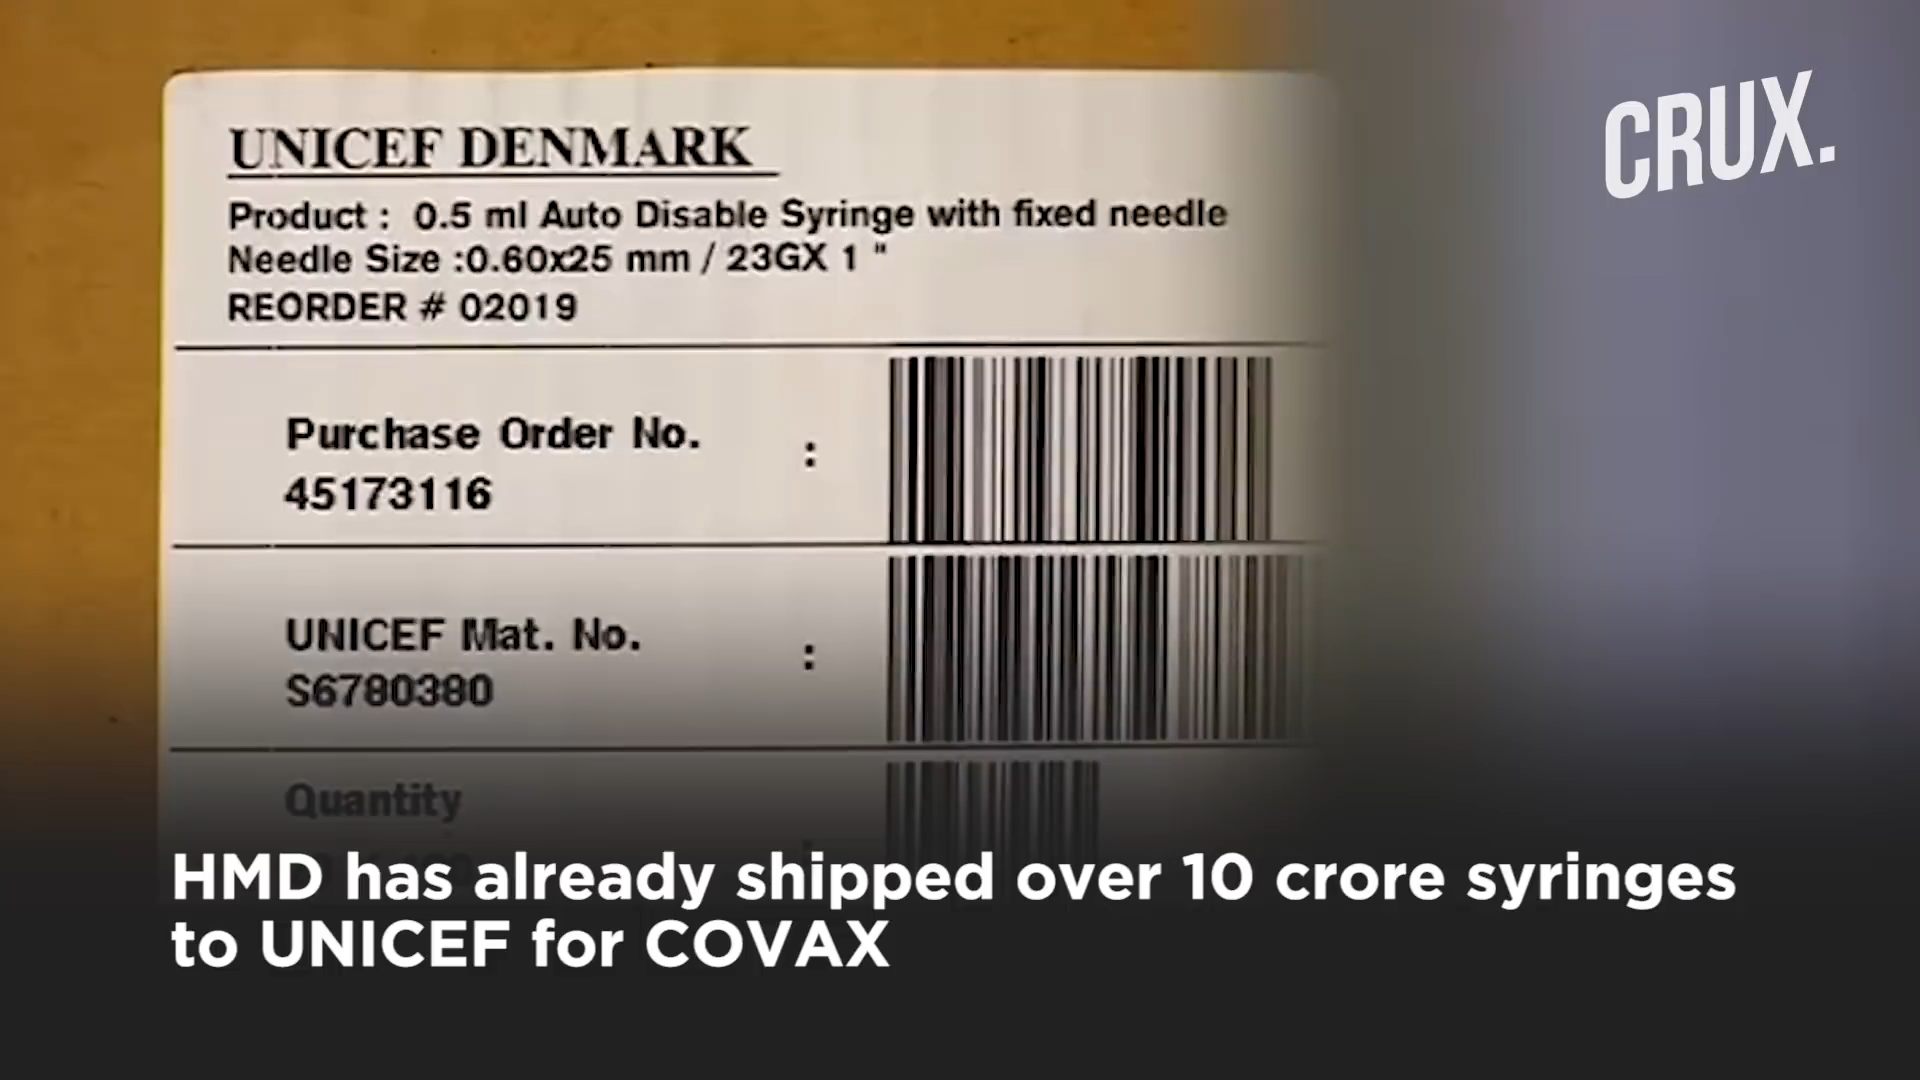 CRUX.
UNICEF DENMARK
Product : 0.5 ml Auto Disable Syringe with fixed needle
Needle Size :0.60x25 mm / 23GX 1 "
REORDER # 02019
Purchase Order No. :
45173116
UNICEF Mat. No. :
S6780380
Quantity
HMD has already shipped over 10 crore syringes
to UNICEF for COVAX